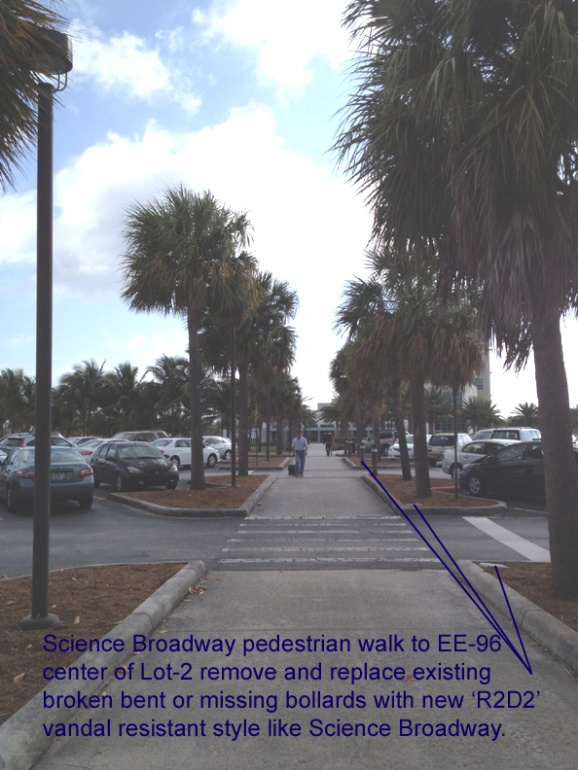 Science Broadway pedestrian walk to EE-96
center of Lot-2 remove and replace existing
broken bent or missing bollards with new ‘R2D2’
vandal resistant style like Science Broadway.